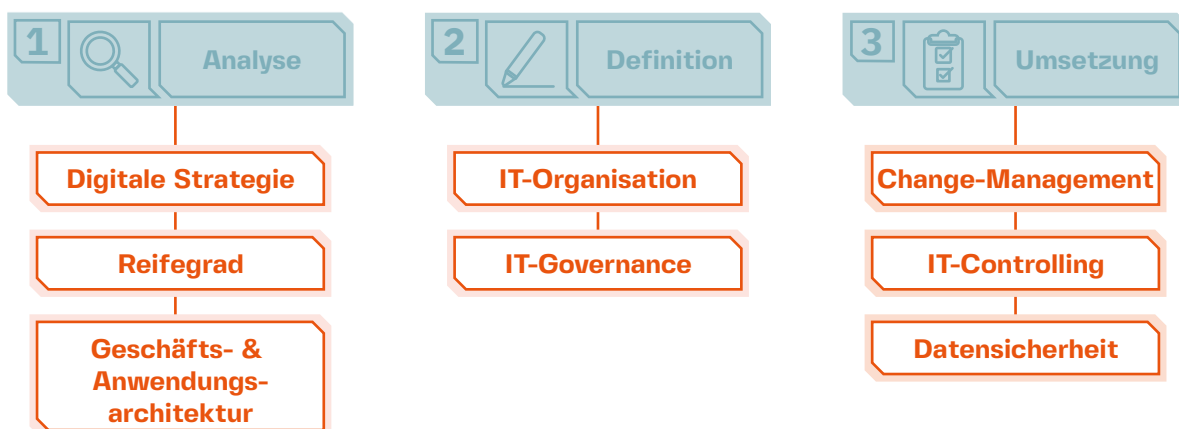 1
Analyse
Digitale Strategie
Reifegrad
Geschäfts- &
Anwendungs-
architektur
2
Definition
IT-Organisation
IT-Governance
3
Umsetzung
Change-Management
IT-Controlling
Datensicherheit